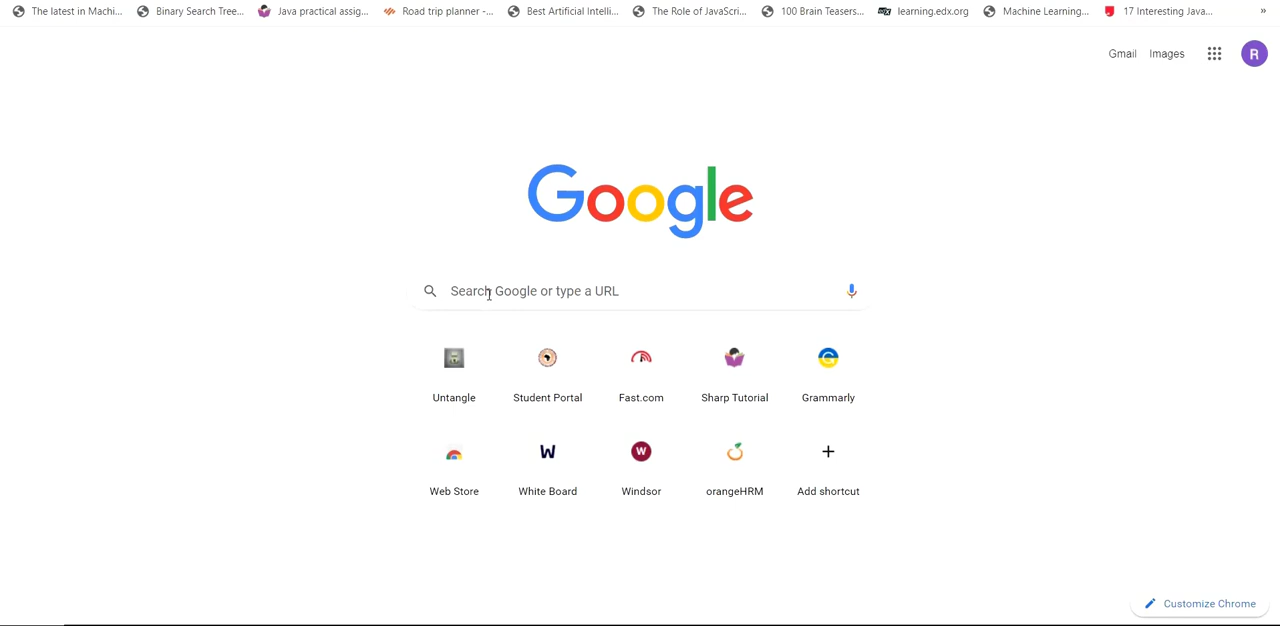 The latest in Machi... Binary Search Tree... Java practical assig... Road trip planner -... Best Artificial Intelli... The Role of JavaScri... 100 Brain Teasers... edX learning.edx.org Machine Learning... 17 Interesting Java... »
Gmail Images R
Google
Search Google or type a URL
Untangle Student Portal Fast.com Sharp Tutorial Grammarly
W W
Web Store White Board Windsor orangeHRM Add shortcut
Customize Chrome